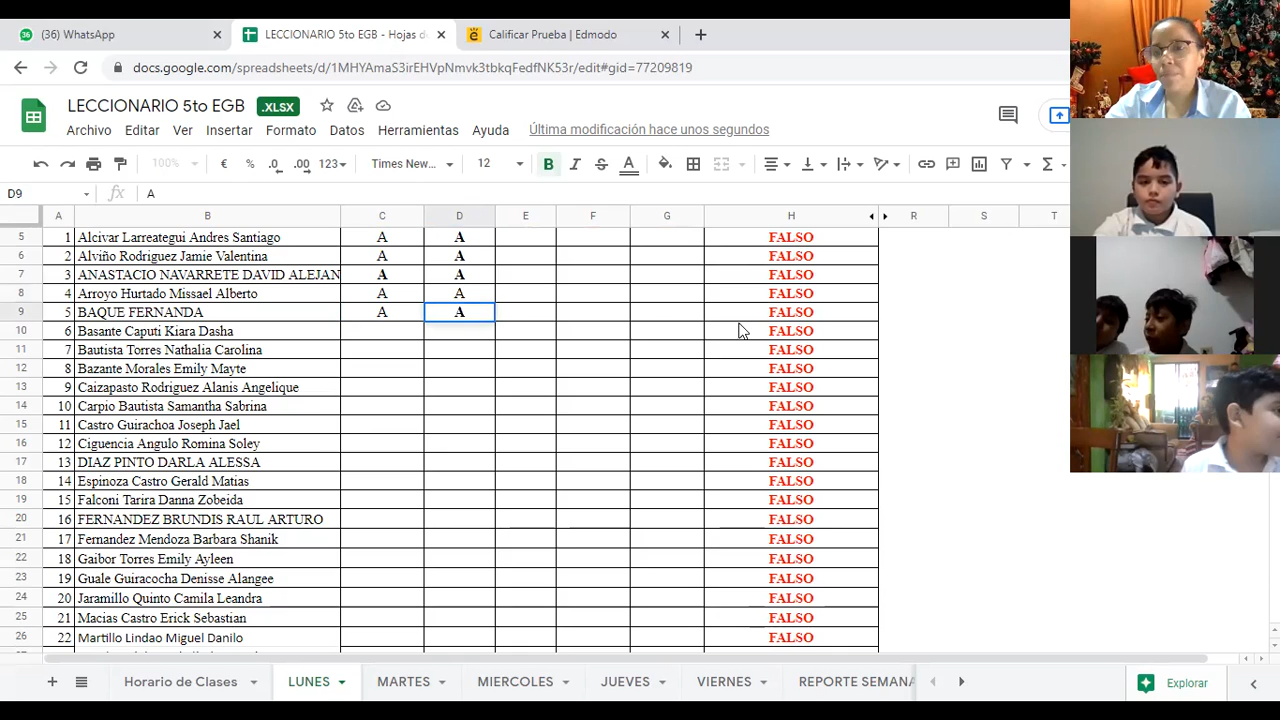 (36) WhatsApp
LECCIONARIO 5to EGB - Hojas d
Calificar Prueba | Edmodo
docs.google.com/spreadsheets/d/1MHYAmaS3irEHVpNmvk3tbkqFedfNK53r/edit#gid=77209819
LECCIONARIO 5to EGB .XLSX
Archivo Editar Ver Insertar Formato Datos Herramientas Ayuda Última modificación hace unos segundos
100% € % .0 .00 123 Times New... 12 B I S A
D9 fx A
A B C D E F G H R S T
5 1 Alcivar Larreategui Andres Santiago A A FALSO
6 2 Alviño Rodriguez Jamie Valentina A A FALSO
7 3 ANASTACIO NAVARRETE DAVID ALEJAN A A FALSO
8 4 Arroyo Hurtado Missael Alberto A A FALSO
9 5 BAQUE FERNANDA A A FALSO
10 6 Basante Caputi Kiara Dasha FALSO
11 7 Bautista Torres Nathalia Carolina FALSO
12 8 Bazante Morales Emily Mayte FALSO
13 9 Caizapasto Rodriguez Alanis Angelique FALSO
14 10 Carpio Bautista Samantha Sabrina FALSO
15 11 Castro Guirachoa Joseph Jael FALSO
16 12 Ciguencia Angulo Romina Soley FALSO
17 13 DIAZ PINTO DARLA ALESSA FALSO
18 14 Espinoza Castro Gerald Matias FALSO
19 15 Falconi Tarira Danna Zobeida FALSO
20 16 FERNANDEZ BRUNDIS RAUL ARTURO FALSO
21 17 Fernandez Mendoza Barbara Shanik FALSO
22 18 Gaibor Torres Emily Ayleen FALSO
23 19 Guale Guiracocha Denisse Alangee FALSO
24 20 Jaramillo Quinto Camila Leandra FALSO
25 21 Macias Castro Erick Sebastian FALSO
26 22 Martillo Lindao Miguel Danilo FALSO
Horario de Clases LUNES MARTES MIERCOLES JUEVES VIERNES REPORTE SEMANA Explorar